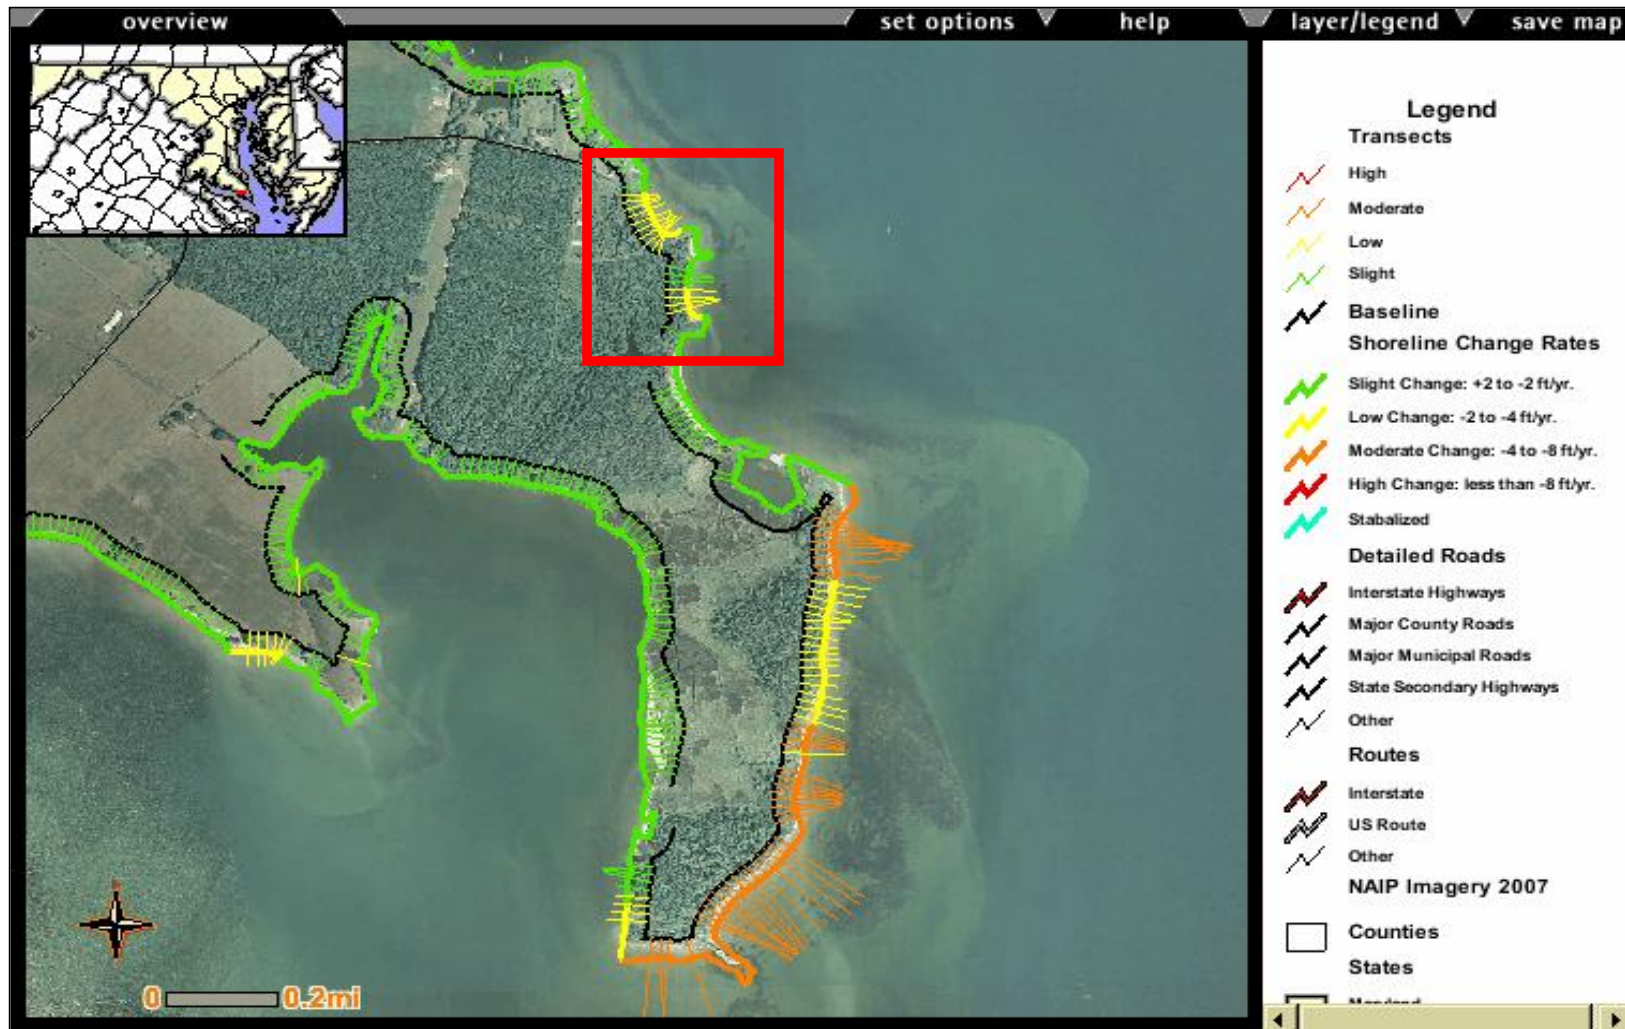 overview
set options
help
layer/legend
save map
Legend
Transects
High
Moderate
Low
Slight
Baseline
Shoreline Change Rates
Slight Change: +2 to -2 ft/yr.
Low Change: -2 to -4 ft/yr.
Moderate Change: -4 to -8 ft/yr.
High Change: less than -8 ft/yr.
Stabalized
Detailed Roads
Interstate Highways
Major County Roads
Major Municipal Roads
State Secondary Highways
Other
Routes
Interstate
US Route
Other
NAIP Imagery 2007
Counties
States
0 0.2mi